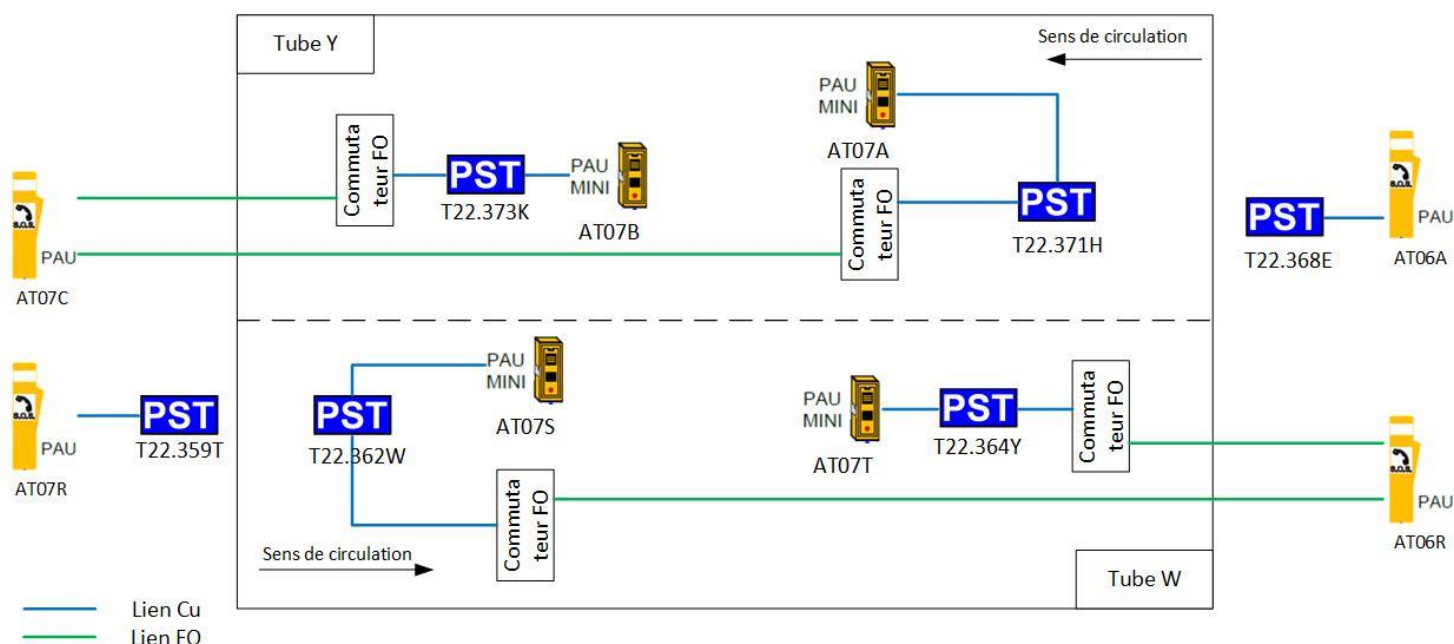 Tube Y
Sens de circulation
PAU
MINI
AT07A
Commuta
teur FO
PST
T22.373K
PAU
MINI
AT07B
Commuta
teur FO
PST
T22.371H
PST
T22.368E
S.O.S.
PAU
AT06A
S.O.S.
PAU
AT07C
S.O.S.
PAU
AT07R
PST
T22.359T
PST
T22.362W
PAU
MINI
AT07S
Commuta
teur FO
PAU
MINI
AT07T
PST
T22.364Y
Commuta
teur FO
S.O.S.
PAU
AT06R
Sens de circulation
Tube W
Lien Cu
Lien FO